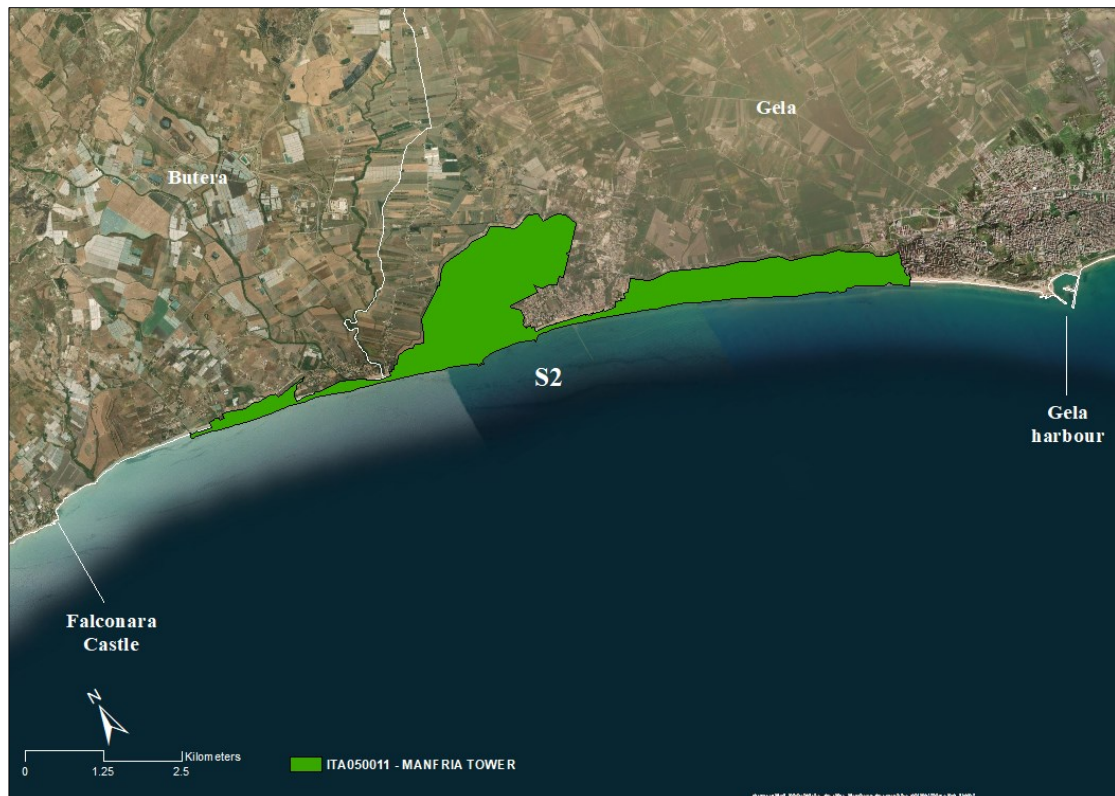 Gela
Butera
S2
Gela
harbour
Falconara
Castle
N
Kilometers
0 1.25 2.5
ITA050011 - MANFRIA TOWER